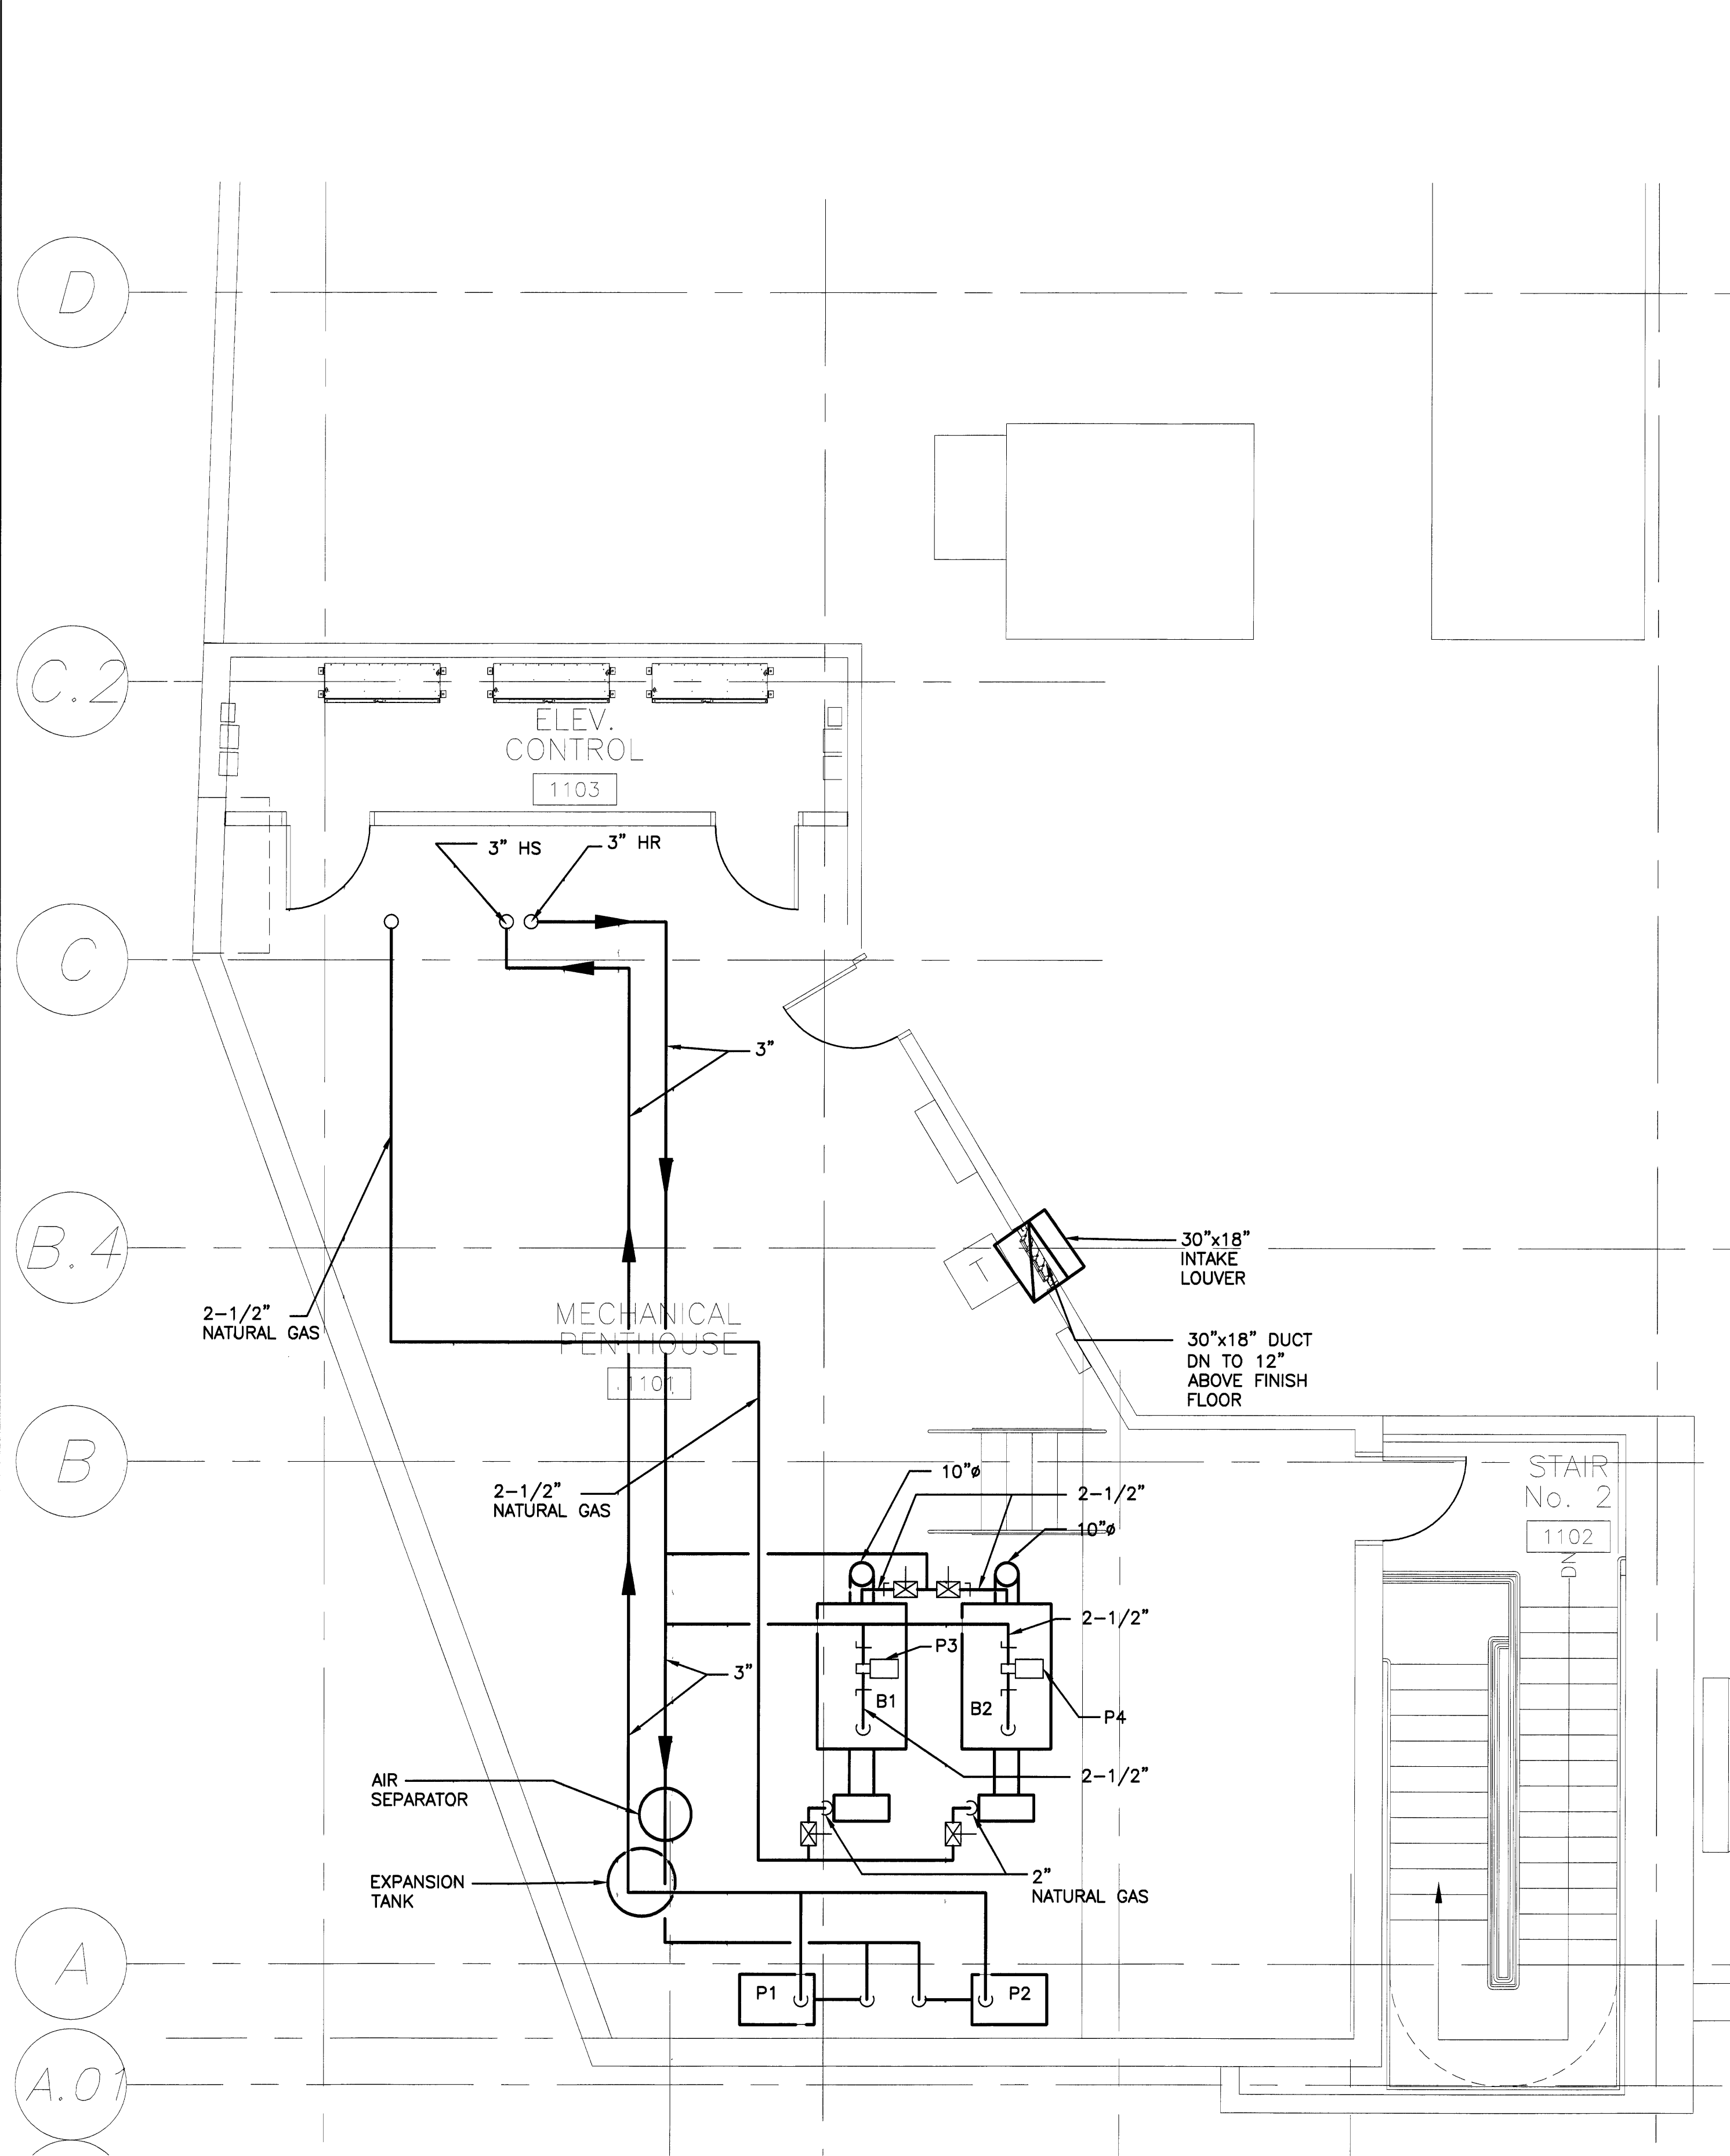 D
C.2
ELEV.
CONTROL
1103
3" HS
3" HR
C
3"
B.4
30"x18"
INTAKE
LOUVER
T
2-1/2"
NATURAL GAS
MECHANICAL
PENTHOUSE
1101
30"x18" DUCT
DN TO 12"
ABOVE FINISH
FLOOR
B
STAIR
No. 2
1102
DN
10"ø
2-1/2"
NATURAL GAS
2-1/2"
10"ø
2-1/2"
P3
3"
B1
B2
P4
2-1/2"
AIR
SEPARATOR
EXPANSION
TANK
2"
NATURAL GAS
A
P1
P2
A.01